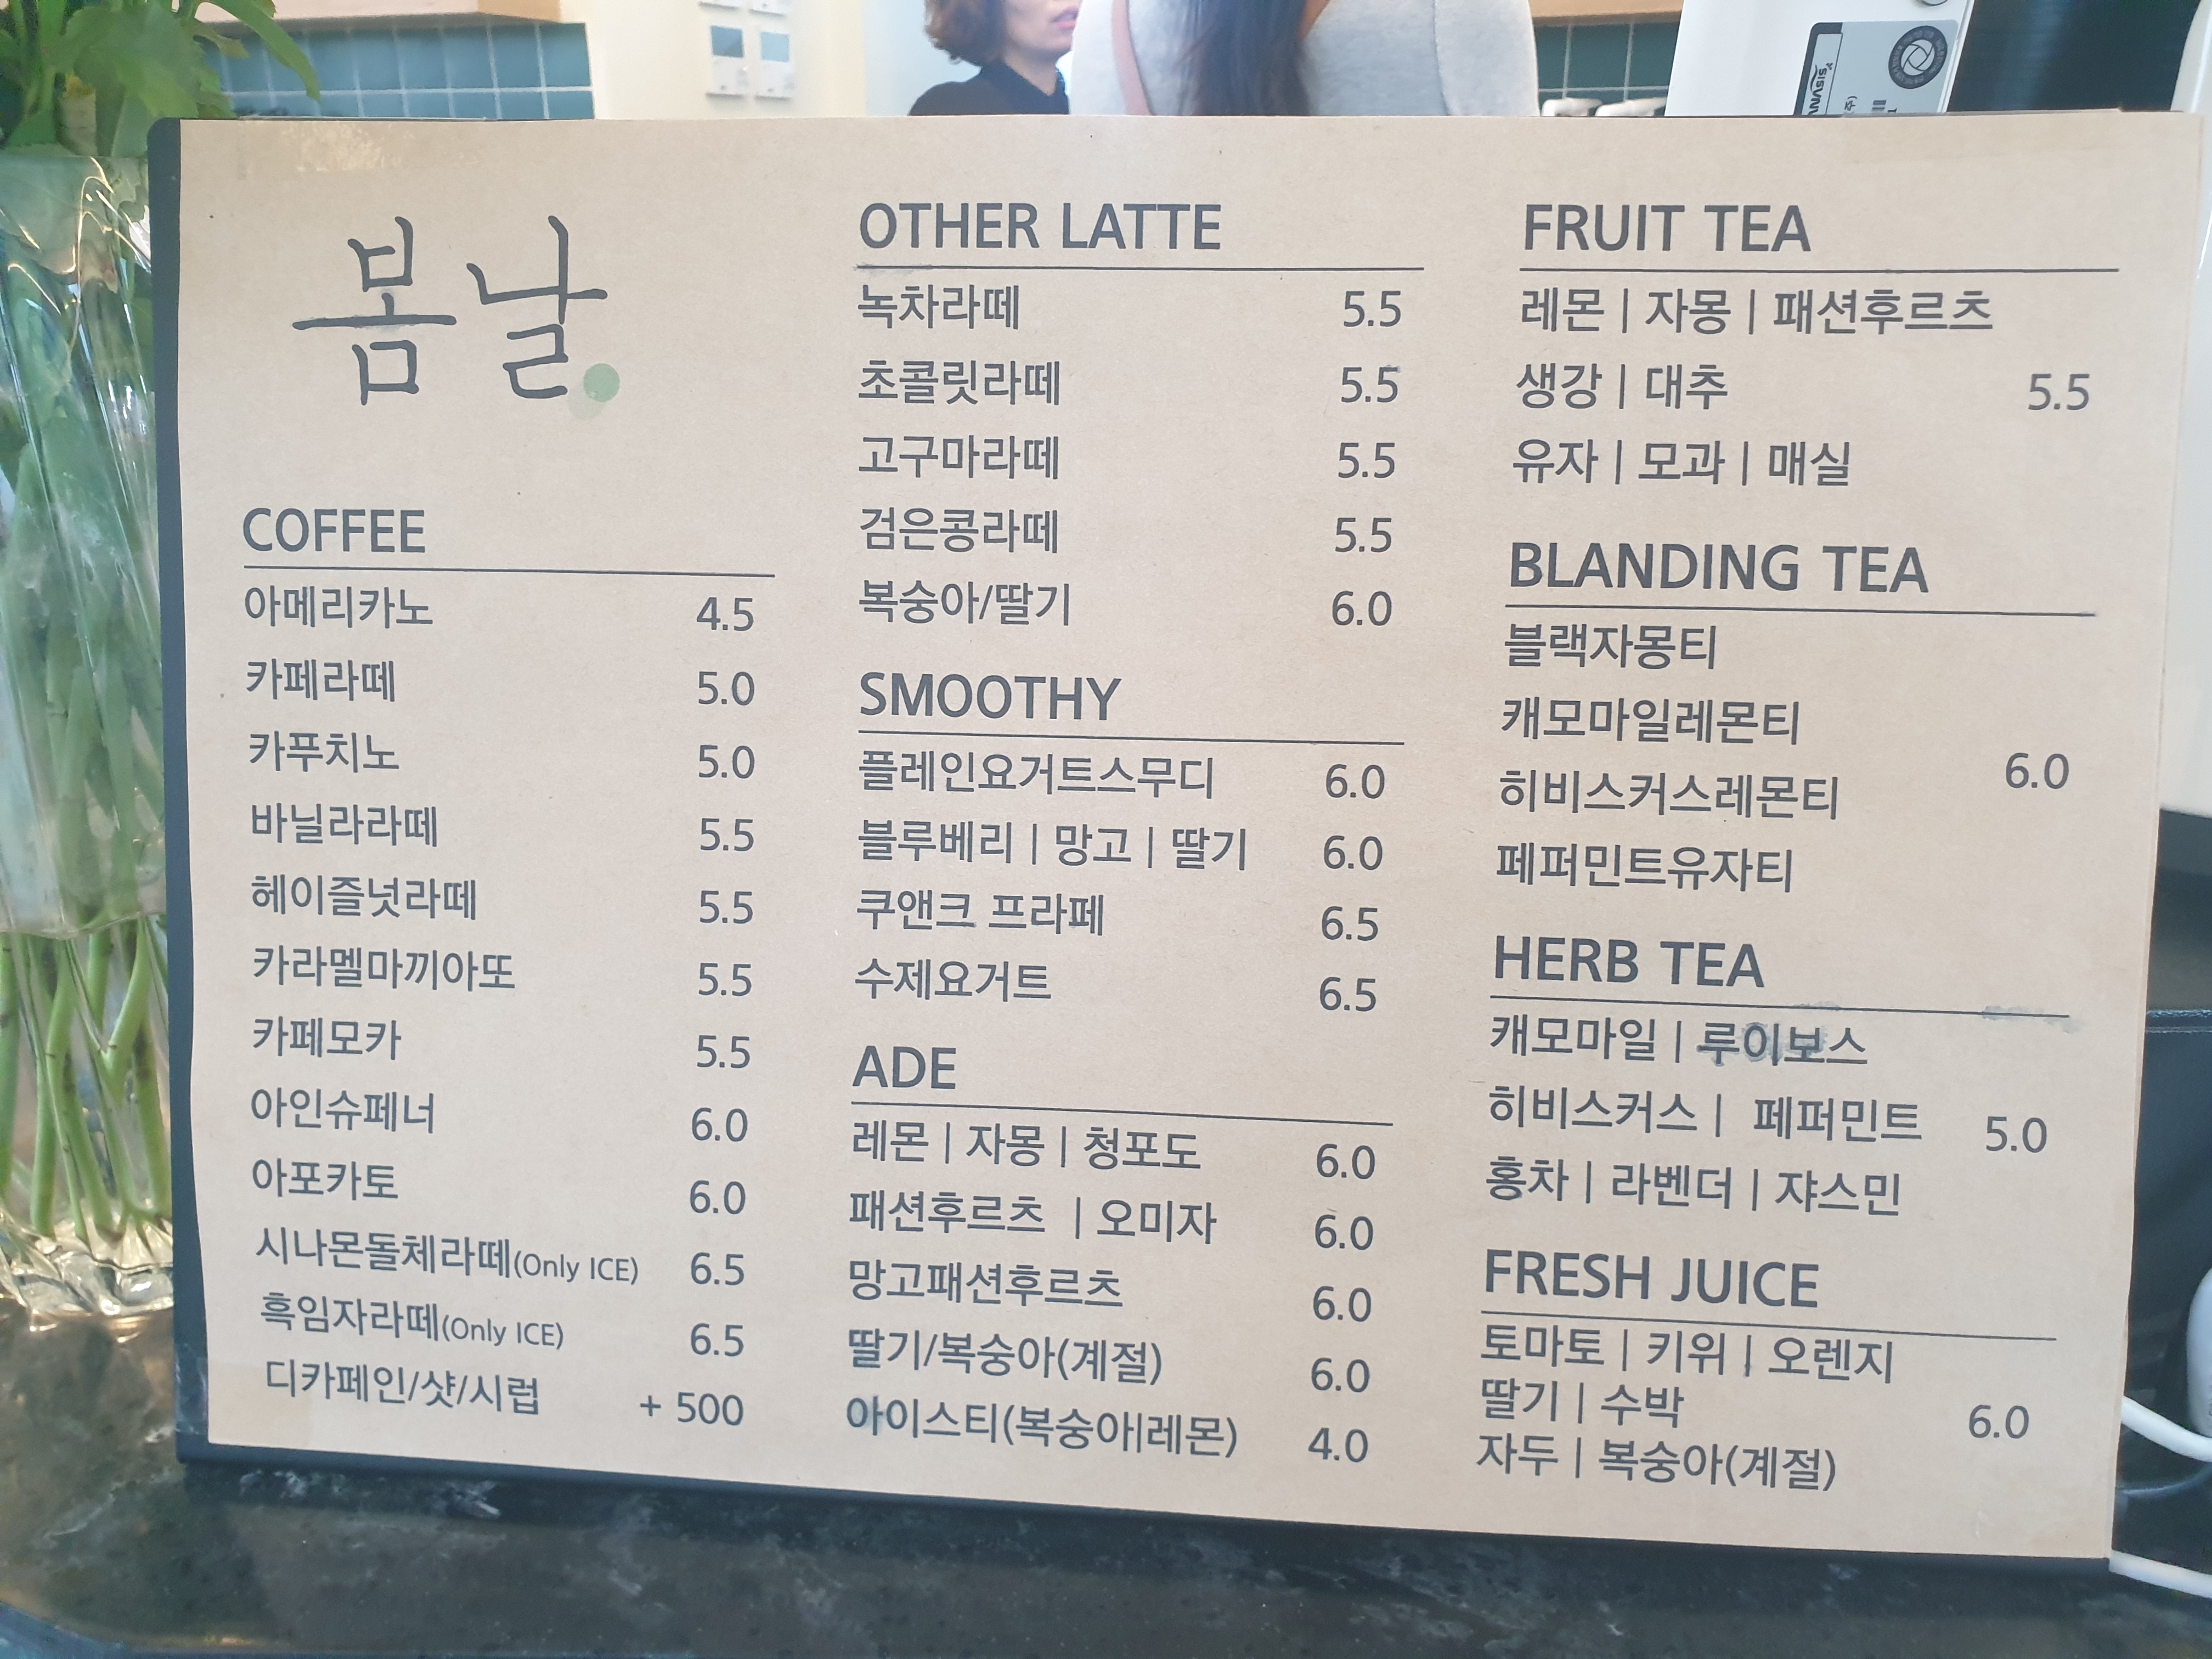 봄날
COFFEE
아메리카노 4.5
카페라떼 5.0
카푸치노 5.0
바닐라라떼 5.5
헤이즐넛라떼 5.5
카라멜마끼아또 5.5
카페모카 5.5
아인슈페너 6.0
아포카토 6.0
시나몬돌체라떼(Only ICE) 6.5
흑임자라떼(Only ICE) 6.5
디카페인/샷/시럽 + 500
OTHER LATTE
녹차라떼 5.5
초콜릿라떼 5.5
고구마라떼 5.5
검은콩라떼 5.5
복숭아/딸기 6.0
SMOOTHY
플레인요거트스무디 6.0
블루베리 | 망고 | 딸기 6.0
쿠앤크 프라페 6.5
수제요거트 6.5
ADE
레몬 | 자몽 | 청포도 6.0
패션후르츠 | 오미자 6.0
망고패션후르츠 6.0
딸기/복숭아(계절) 6.0
아이스티(복숭아|레몬) 4.0
FRUIT TEA
레몬 | 자몽 | 패션후르츠
생강 | 대추 5.5
유자 | 모과 | 매실
BLANDING TEA
블랙자몽티
캐모마일레몬티
6.0
히비스커스레몬티
페퍼민트유자티
HERB TEA
캐모마일 | 루이보스
히비스커스 | 페퍼민트 5.0
홍차 | 라벤더 | 쟈스민
FRESH JUICE
토마토 | 키위 | 오렌지
딸기 | 수박 6.0
자두 | 복숭아(계절)